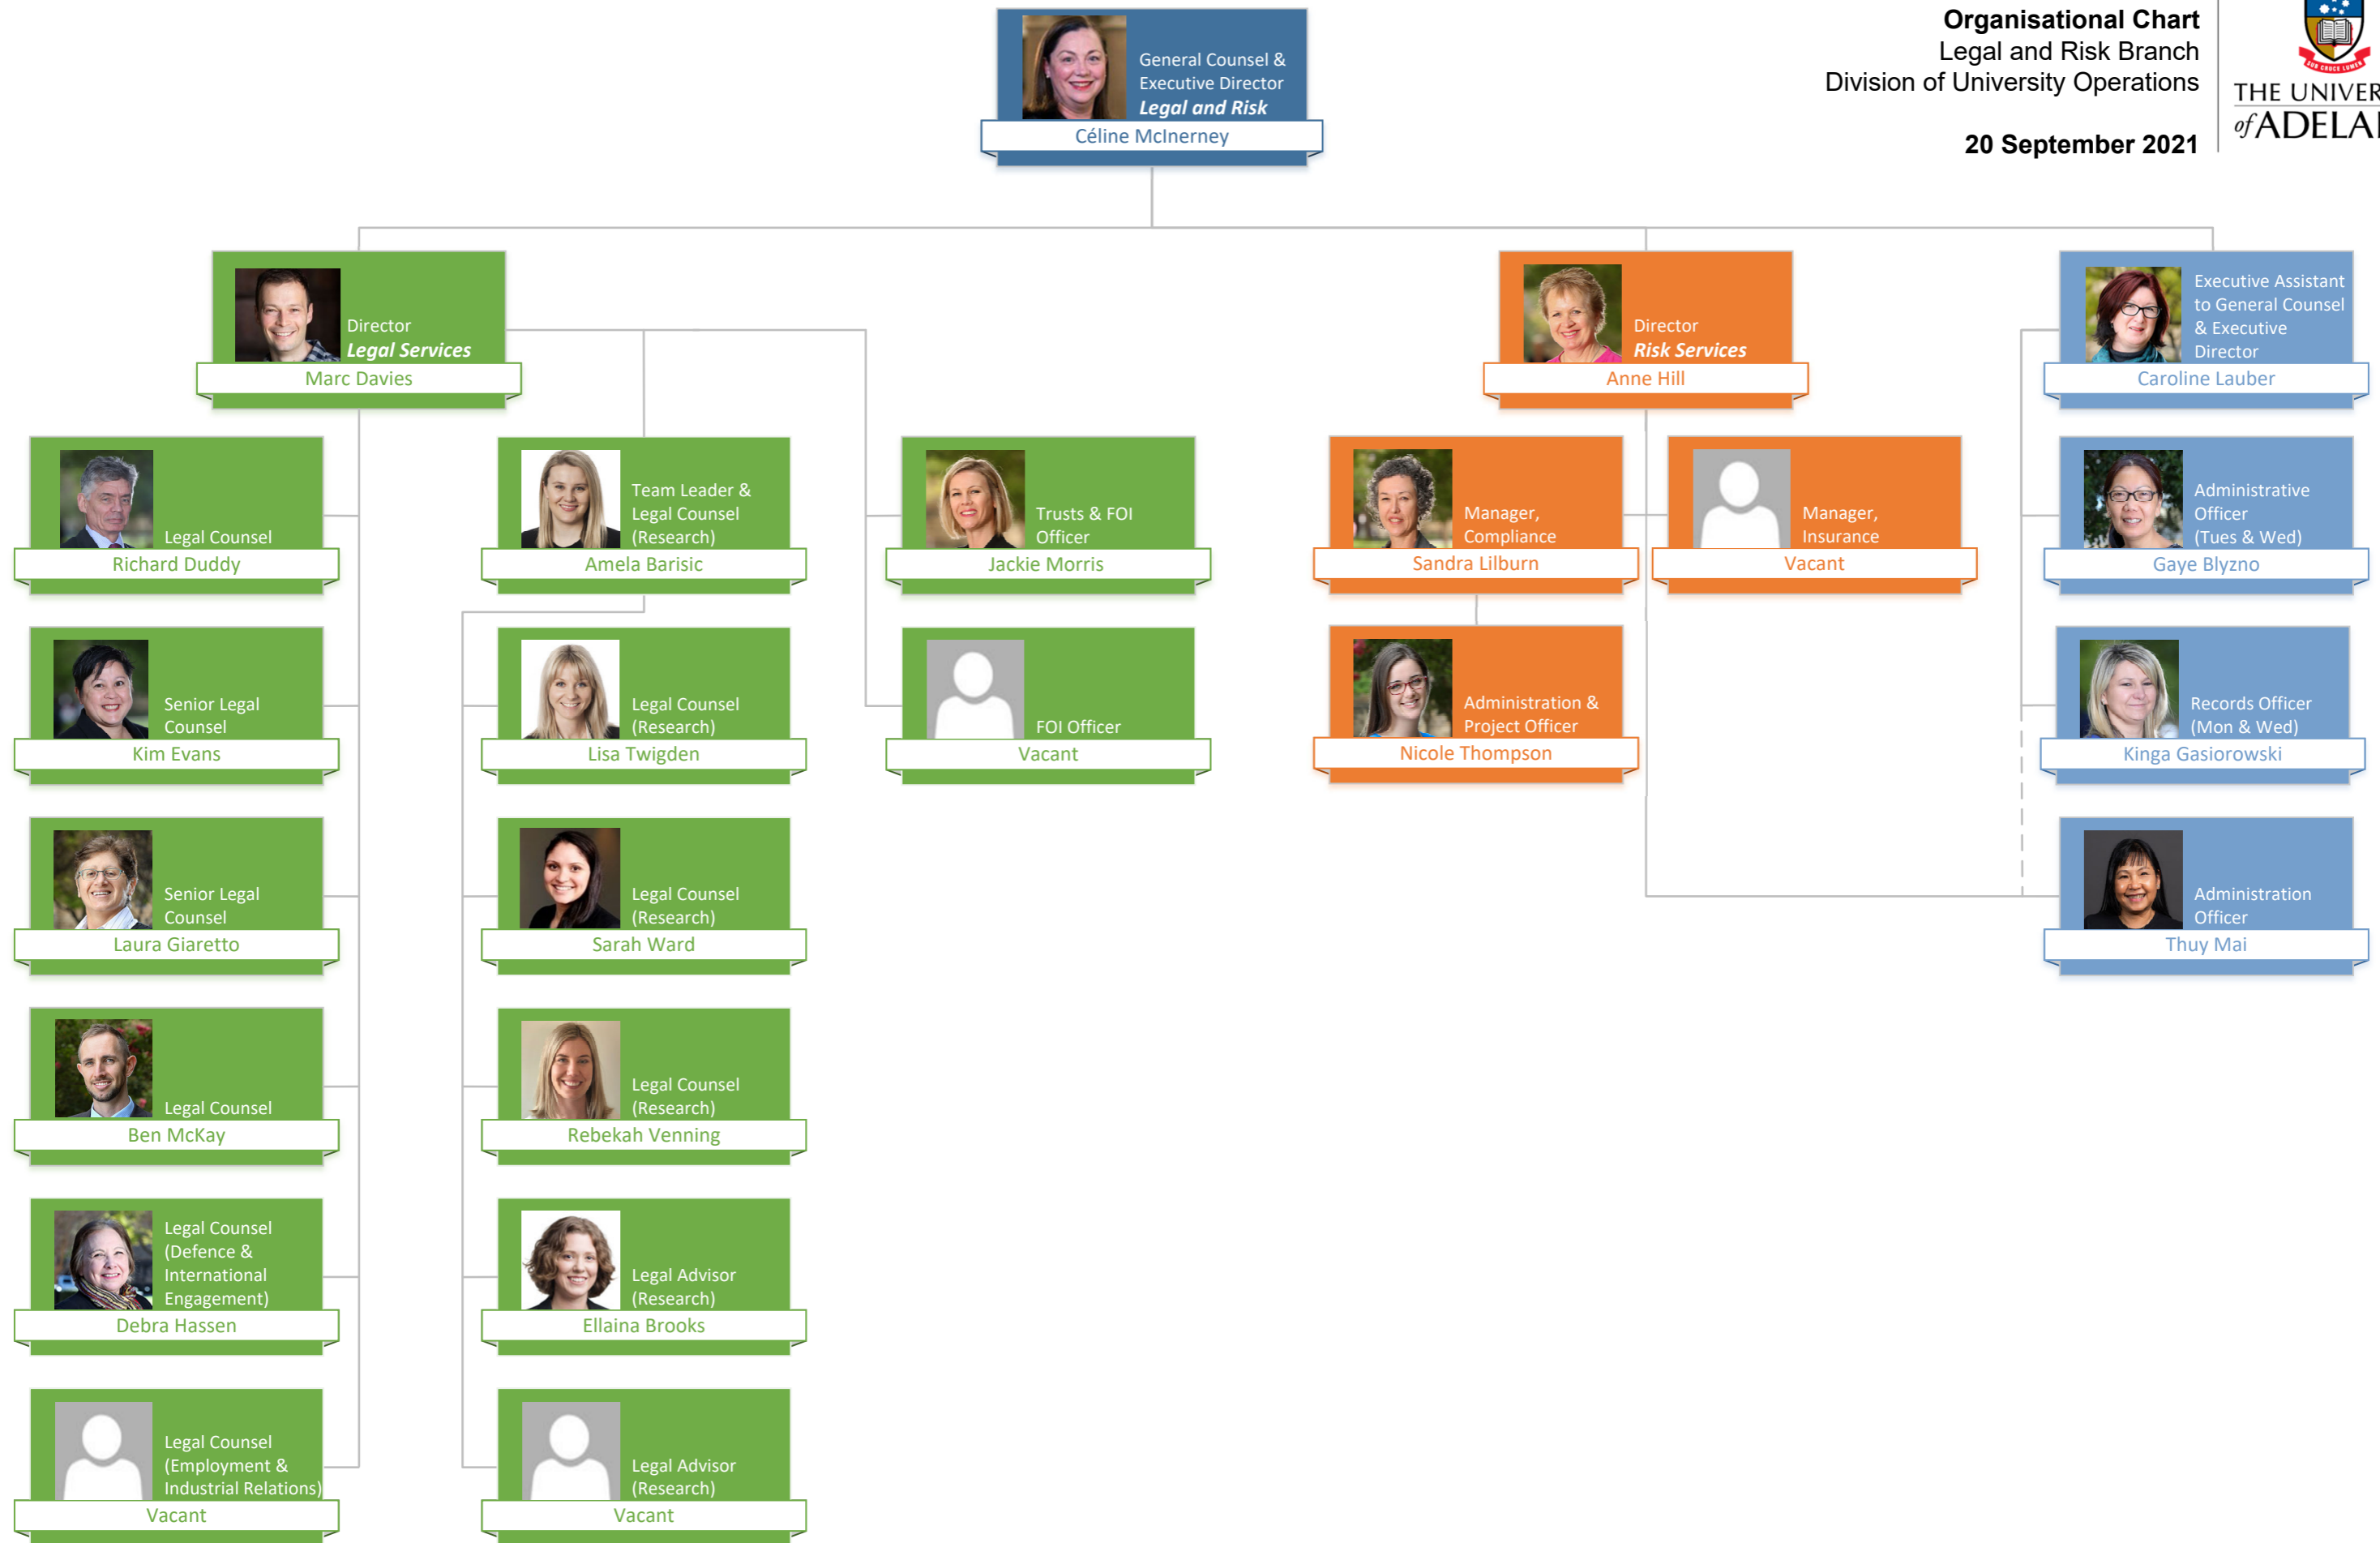 Organisational Chart
Legal and Risk Branch
Division of University Operations
20 September 2021
SUB CRUCE LUMEN
THE UNIVER
of ADELAI
General Counsel &
Executive Director
Legal and Risk
Céline McInerney
Director
Legal Services
Marc Davies
Director
Risk Services
Anne Hill
Executive Assistant
to General Counsel
& Executive
Director
Caroline Lauber
Legal Counsel
Richard Duddy
Team Leader &
Legal Counsel
(Research)
Amela Barisic
Trusts & FOI
Officer
Jackie Morris
Manager,
Compliance
Sandra Lilburn
Manager,
Insurance
Vacant
Administrative
Officer
(Tues & Wed)
Gaye Blyzno
Senior Legal
Counsel
Kim Evans
Legal Counsel
(Research)
Lisa Twigden
FOI Officer
Vacant
Administration &
Project Officer
Nicole Thompson
Records Officer
(Mon & Wed)
Kinga Gasiorowski
Senior Legal
Counsel
Laura Giaretto
Legal Counsel
(Research)
Sarah Ward
Administration
Officer
Thuy Mai
Legal Counsel
Ben McKay
Legal Counsel
(Research)
Rebekah Venning
Legal Counsel
(Defence &
International
Engagement)
Debra Hassen
Legal Advisor
(Research)
Ellaina Brooks
Legal Counsel
(Employment &
Industrial Relations)
Vacant
Legal Advisor
(Research)
Vacant